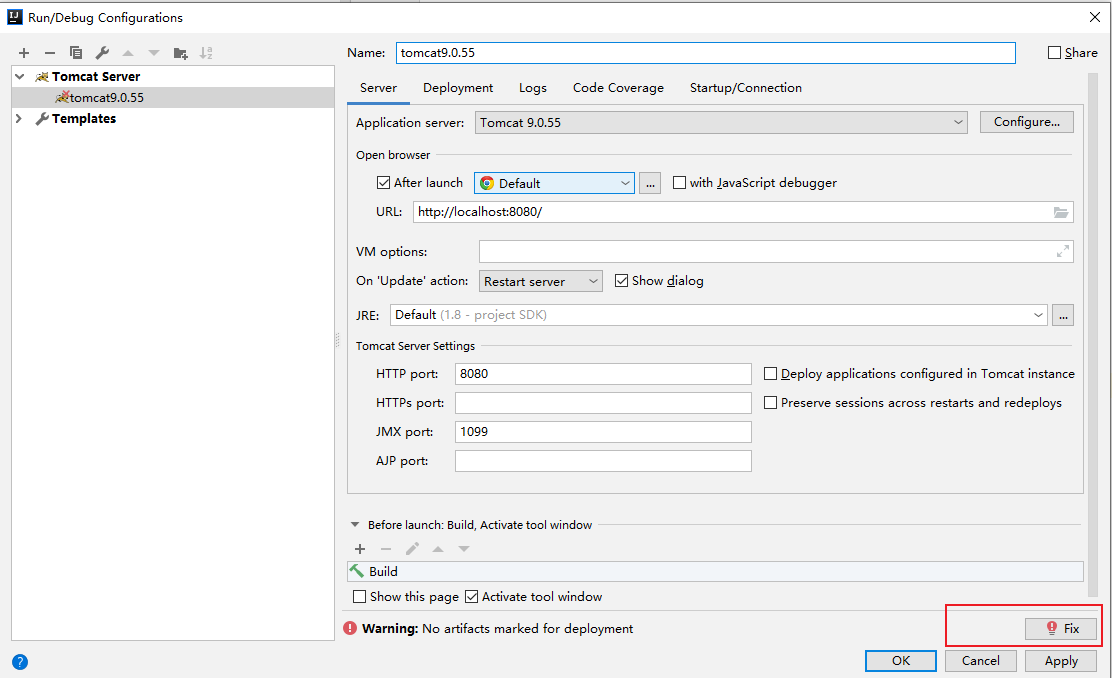 Run/Debug Configurations
Name: tomcat9.0.55 Share
Tomcat Server
tomcat9.0.55
Templates
Server Deployment Logs Code Coverage Startup/Connection
Application server: Tomcat 9.0.55 Configure...
Open browser
After launch Default ... with JavaScript debugger
URL: http://localhost:8080/
VM options:
On 'Update' action: Restart server Show dialog
JRE: Default (1.8 - project SDK) ...
Tomcat Server Settings
HTTP port: 8080 Deploy applications configured in Tomcat instance
HTTPs port: Preserve sessions across restarts and redeploys
JMX port: 1099
AJP port:
Before launch: Build, Activate tool window
Build
Show this page Activate tool window
Warning: No artifacts marked for deployment Fix
OK Cancel Apply